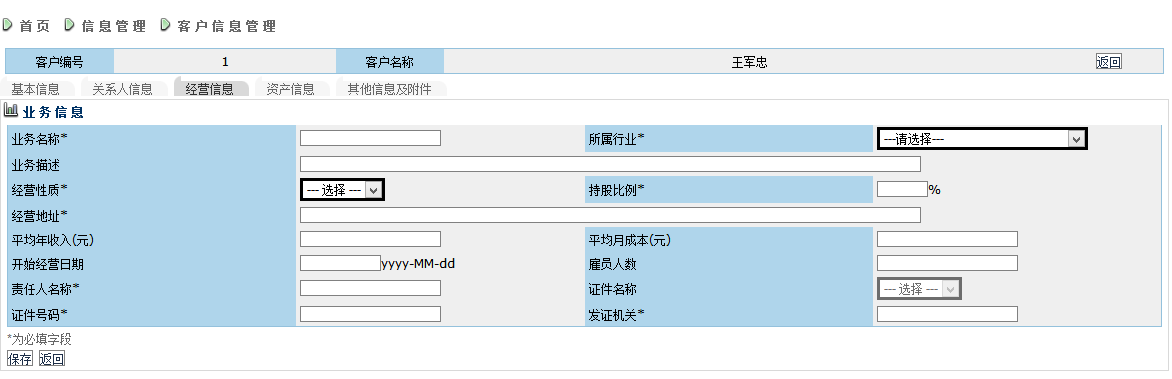 首页 信息管理 客户信息管理
客户编号 1 客户名称 王军忠 返回
基本信息 关系人信息 经营信息 资产信息 其他信息及附件
业务信息
业务名称* 所属行业* ---请选择---
业务描述
经营性质* --- 选择 --- 持股比例* %
经营地址*
平均年收入(元) 平均月成本(元)
开始经营日期 yyyy-MM-dd 雇员人数
责任人名称* 证件名称 --- 选择 ---
证件号码* 发证机关*
*为必填字段
保存 返回